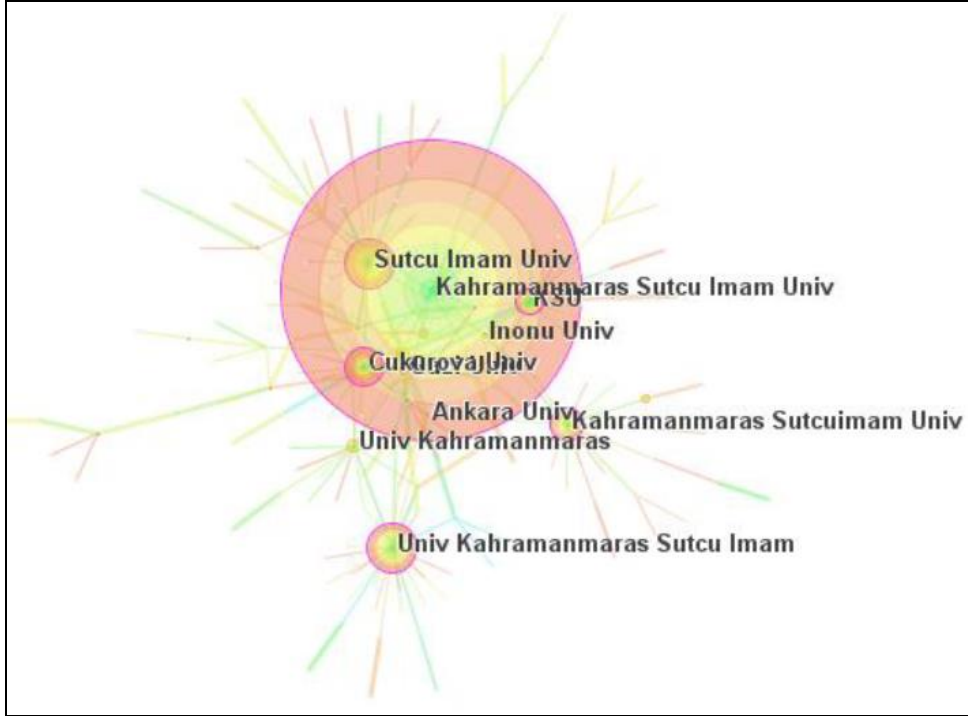 Sutcu Imam Univ
Kahramanmaras Sutcu Imam Univ
KSU
Inonu Univ
Cukurova Univ
Ankara Univ
Kahramanmaras Sutcuimam Univ
Univ Kahramanmaras
Univ Kahramanmaras Sutcu Imam